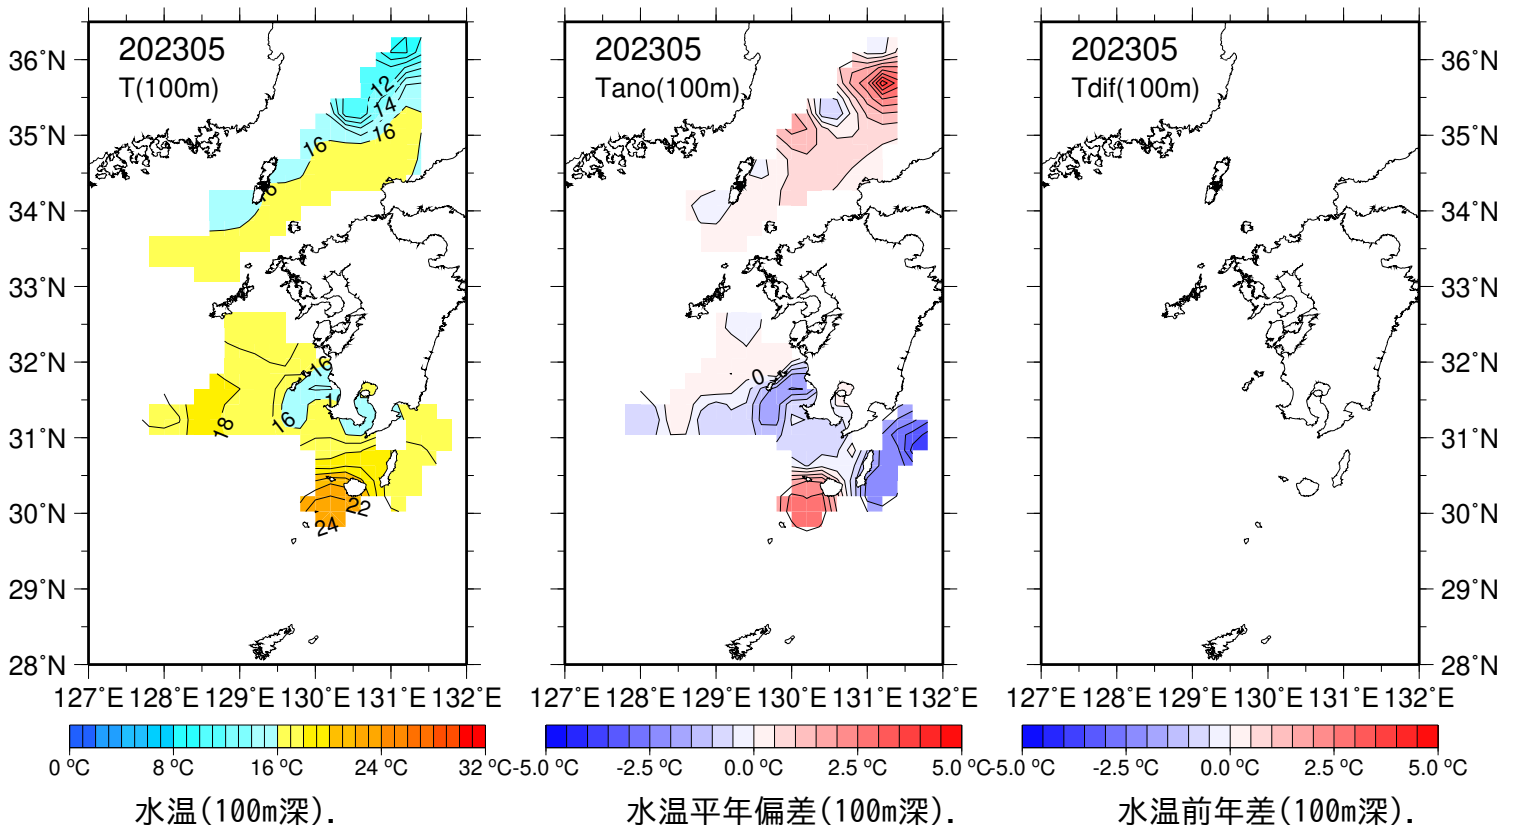 202305
T(100m)
36°N
35°N
34°N
33°N
32°N
31°N
30°N
29°N
28°N
127°E 128°E 129°E 130°E 131°E 132°E
12
14
16
16
16
16
16
18
22
24
0 °C 8 °C 16 °C 24 °C 32 °C
水温(100m深).
202305
Tano(100m)
0
127°E 128°E 129°E 130°E 131°E 132°E
-5.0 °C -2.5 °C 0.0 °C 2.5 °C 5.0 °C
水温平年偏差(100m深).
202305
Tdif(100m)
36°N
35°N
34°N
33°N
32°N
31°N
30°N
29°N
28°N
127°E 128°E 129°E 130°E 131°E 132°E
-5.0 °C -2.5 °C 0.0 °C 2.5 °C 5.0 °C
水温前年差(100m深).